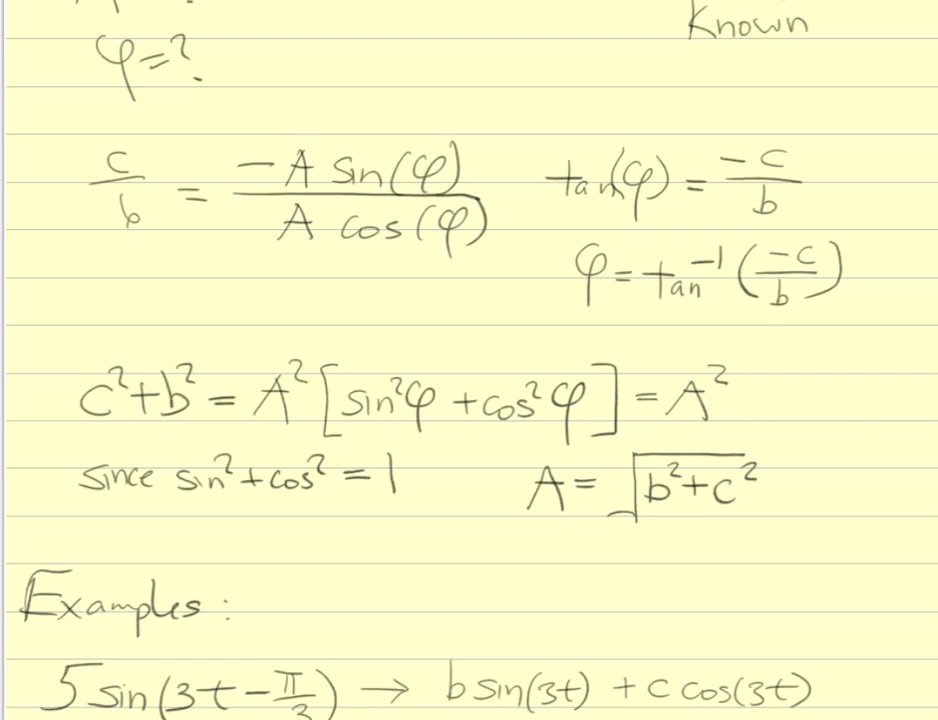 Known
φ=?
c/b = -A sin(φ) / A cos(φ)   tan(φ) = -c/b
φ = tan⁻¹(-c/b)
c²+b² = A² [sin²φ + cos²φ] = A²
since sin²+cos² = 1   A = √(b²+c²)
Examples:
5 sin(3t - π/3) → b sin(3t) + c cos(3t)